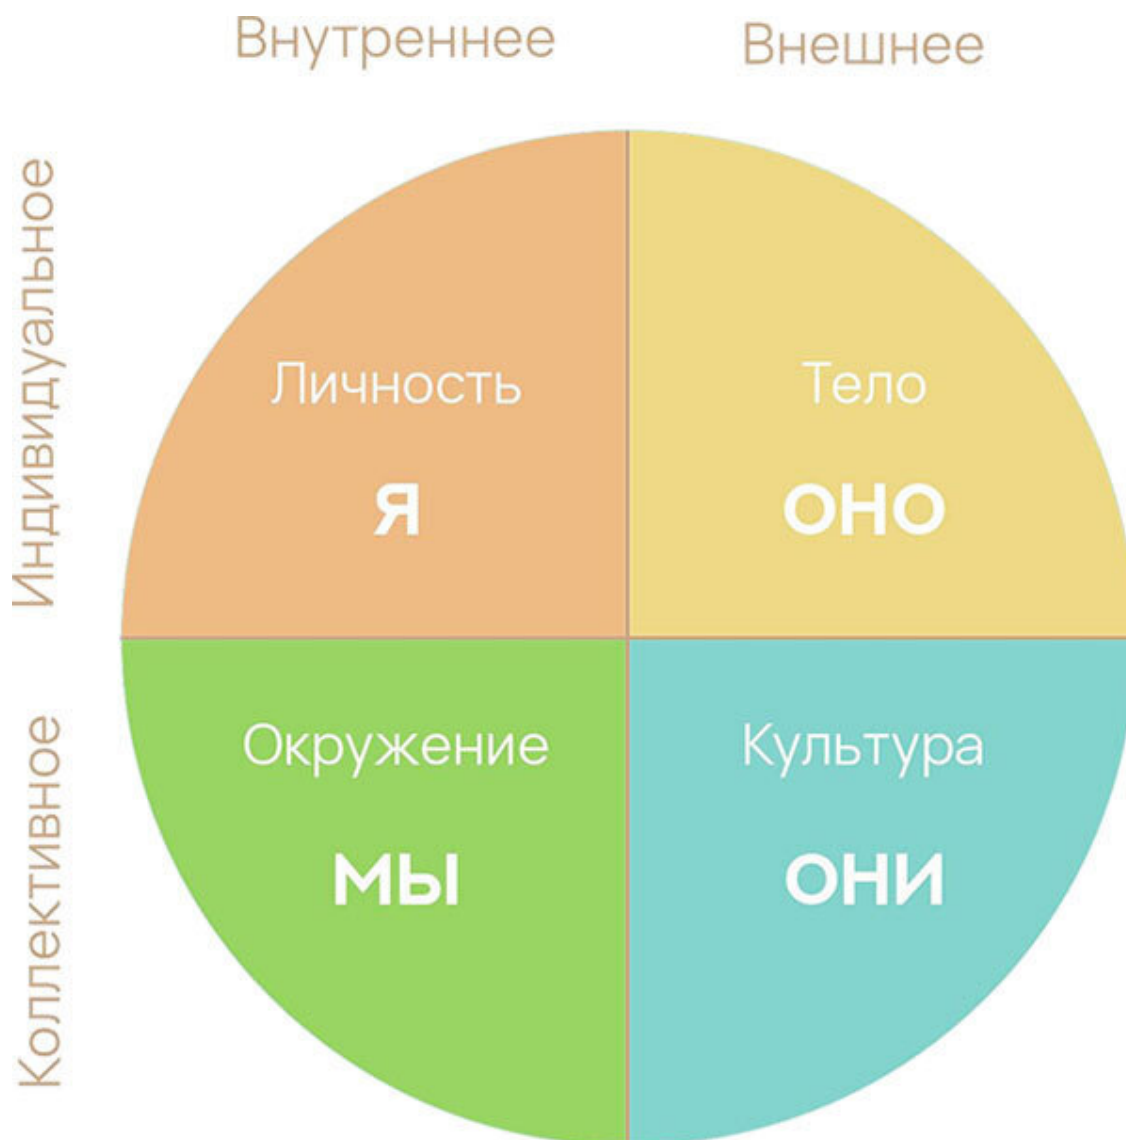 Внутреннее
Внешнее
Индивидуальное
Личность
Я
Тело
ОНО
Коллективное
Окружение
МЫ
Культура
ОНИ